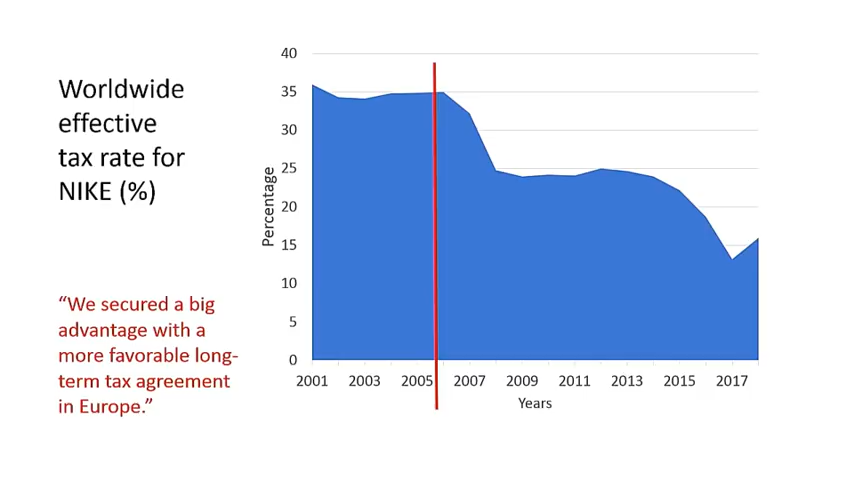 Worldwide
effective
tax rate for
NIKE (%)
“We secured a big
advantage with a
more favorable long-
term tax agreement
in Europe.”
40
35
30
25
20
15
10
5
0
Percentage
2001 2003 2005 2007 2009 2011 2013 2015 2017
Years